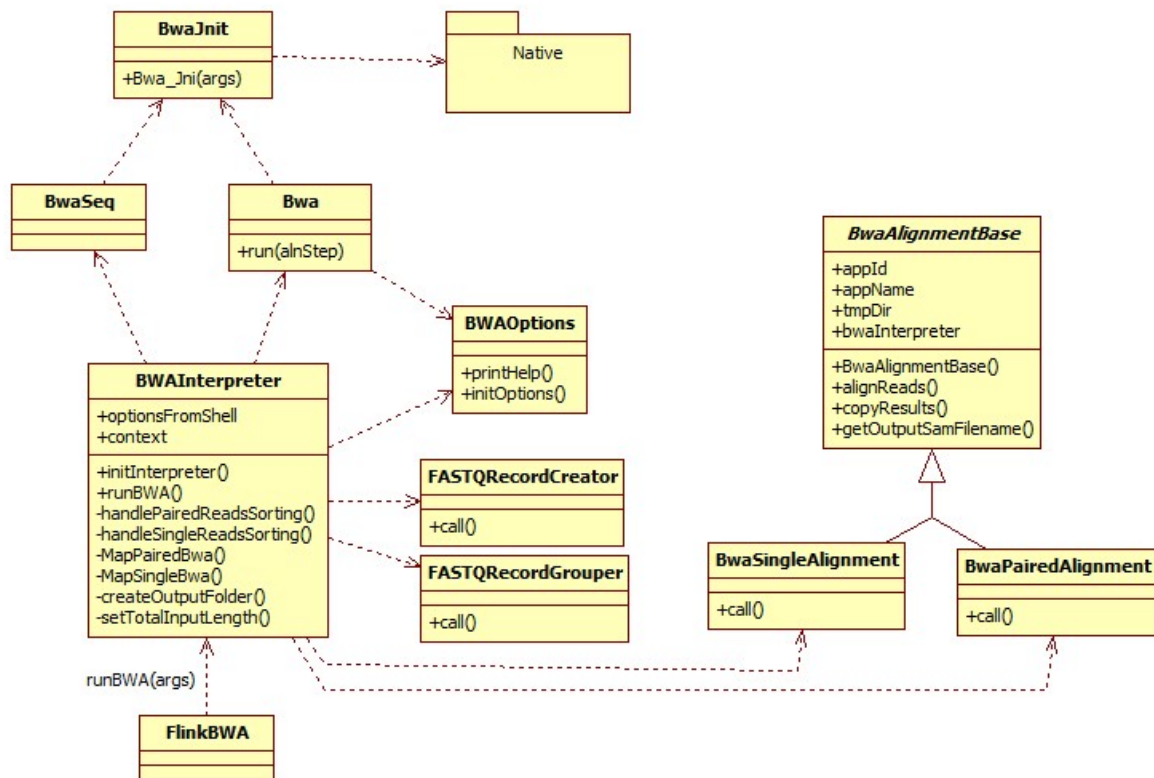 BwaJnit
+Bwa_Jni(args)
Native
BwaSeq
Bwa
+run(alnStep)
BwaAlignmentBase
+appId
+appName
+tmpDir
+bwaInterpreter
+BwaAlignmentBase()
+alignReads()
+copyResults()
+getOutputSamFilename()
BWAOptions
+printHelp()
+initOptions()
BWAInterpreter
+optionsFromShell
+context
+initInterpreter()
+runBWA()
-handlePairedReadsSorting()
-handleSingleReadsSorting()
-MapPairedBwa()
-MapSingleBwa()
-createOutputFolder()
-setTotalInputLength()
FASTQRecordCreator
+call()
FASTQRecordGrouper
+call()
BwaSingleAlignment
+call()
BwaPairedAlignment
+call()
runBWA(args)
FlinkBWA